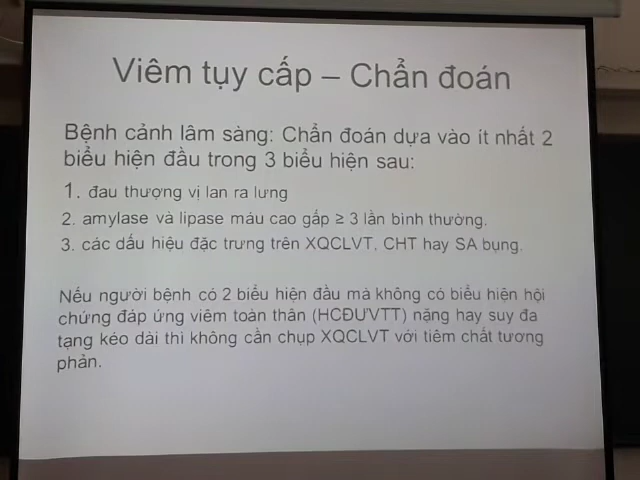 Viêm tụy cấp – Chẩn đoán
Bệnh cảnh lâm sàng: Chẩn đoán dựa vào ít nhất 2
biểu hiện đầu trong 3 biểu hiện sau:
1. đau thượng vị lan ra lưng
2. amylase và lipase máu cao gấp ≥ 3 lần bình thường.
3. các dấu hiệu đặc trưng trên XQCLVT, CHT hay SA bụng.
Nếu người bệnh có 2 biểu hiện đầu mà không có biểu hiện hội
chứng đáp ứng viêm toàn thân (HCĐƯVTT) nặng hay suy đa
tạng kéo dài thì không cần chụp XQCLVT với tiêm chất tương
phản.